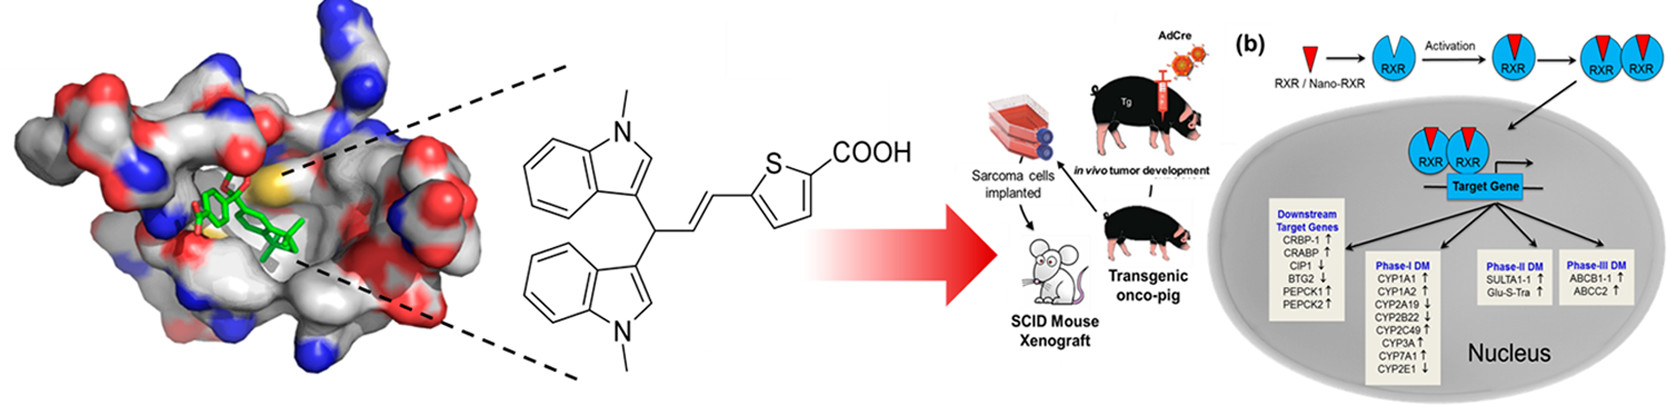 N
N
S
COOH
AdCre
Tg
in vivo tumor development
Sarcoma cells
implanted
Transgenic
onco-pig
SCID Mouse
Xenograft
(b)
RXR / Nano-RXR
RXR
Activation
RXR
RXR
RXR
RXR
RXR
Target Gene
Downstream
Target Genes
CRBP-1 ↑
CRABP ↑
CIP1 ↓
BTG2 ↓
PEPCK1 ↑
PEPCK2 ↑
Phase-I DM
CYP1A1 ↑
CYP1A2 ↑
CYP2A19 ↓
CYP2B22 ↓
CYP2C49 ↑
CYP3A ↑
CYP7A1 ↑
CYP2E1 ↓
Phase-II DM
SULTA1-1 ↑
Glu-S-Tra ↑
Phase-III DM
ABCB1-1 ↑
ABCC2 ↑
Nucleus